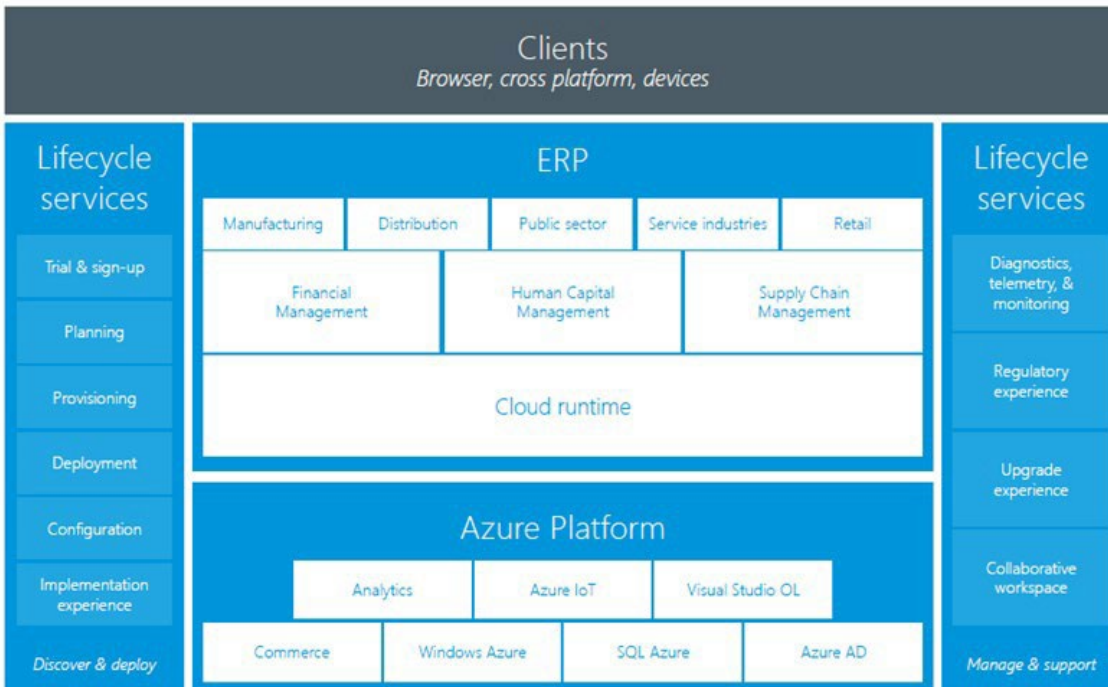 Clients
Browser, cross platform, devices
Lifecycle
services
Trial & sign-up
Planning
Provisioning
Deployment
Configuration
Implementation
experience
Discover & deploy
ERP
Manufacturing
Distribution
Public sector
Service industries
Retail
Financial
Management
Human Capital
Management
Supply Chain
Management
Cloud runtime
Azure Platform
Analytics
Azure IoT
Visual Studio OL
Commerce
Windows Azure
SQL Azure
Azure AD
Lifecycle
services
Diagnostics,
telemetry, &
monitoring
Regulatory
experience
Upgrade
experience
Collaborative
workspace
Manage & support